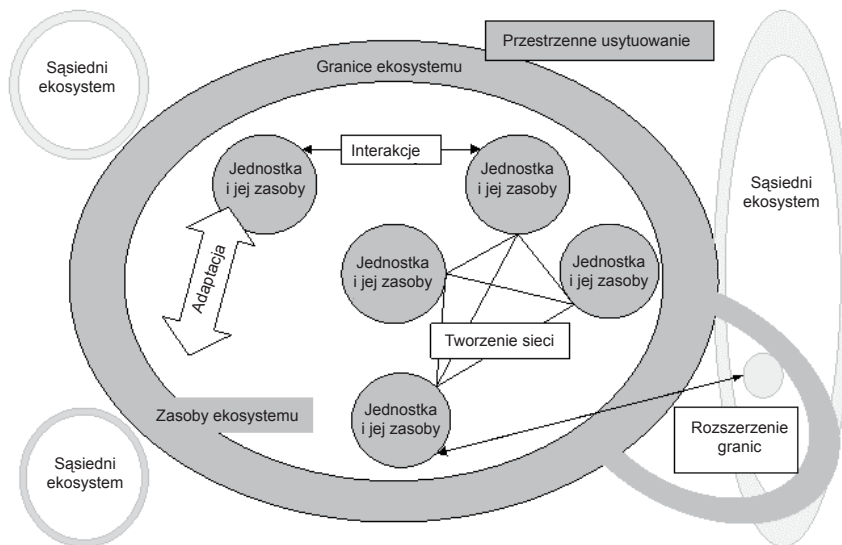 Przestrzenne usytuowanie
Granice ekosystemu
Sąsiedni
ekosystem
Interakcje
Jednostka
i jej zasoby
Jednostka
i jej zasoby
Sąsiedni
ekosystem
Adaptacja
Jednostka
i jej zasoby
Jednostka
i jej zasoby
Tworzenie sieci
Zasoby ekosystemu
Jednostka
i jej zasoby
Rozszerzenie
granic
Sąsiedni
ekosystem